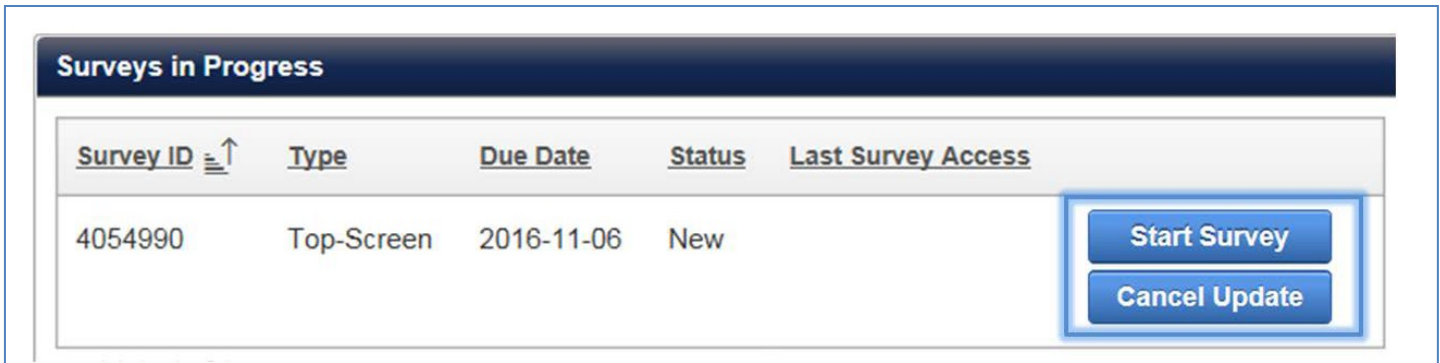 Surveys in Progress
Survey ID Type Due Date Status Last Survey Access
4054990 Top-Screen 2016-11-06 New Start Survey
Cancel Update